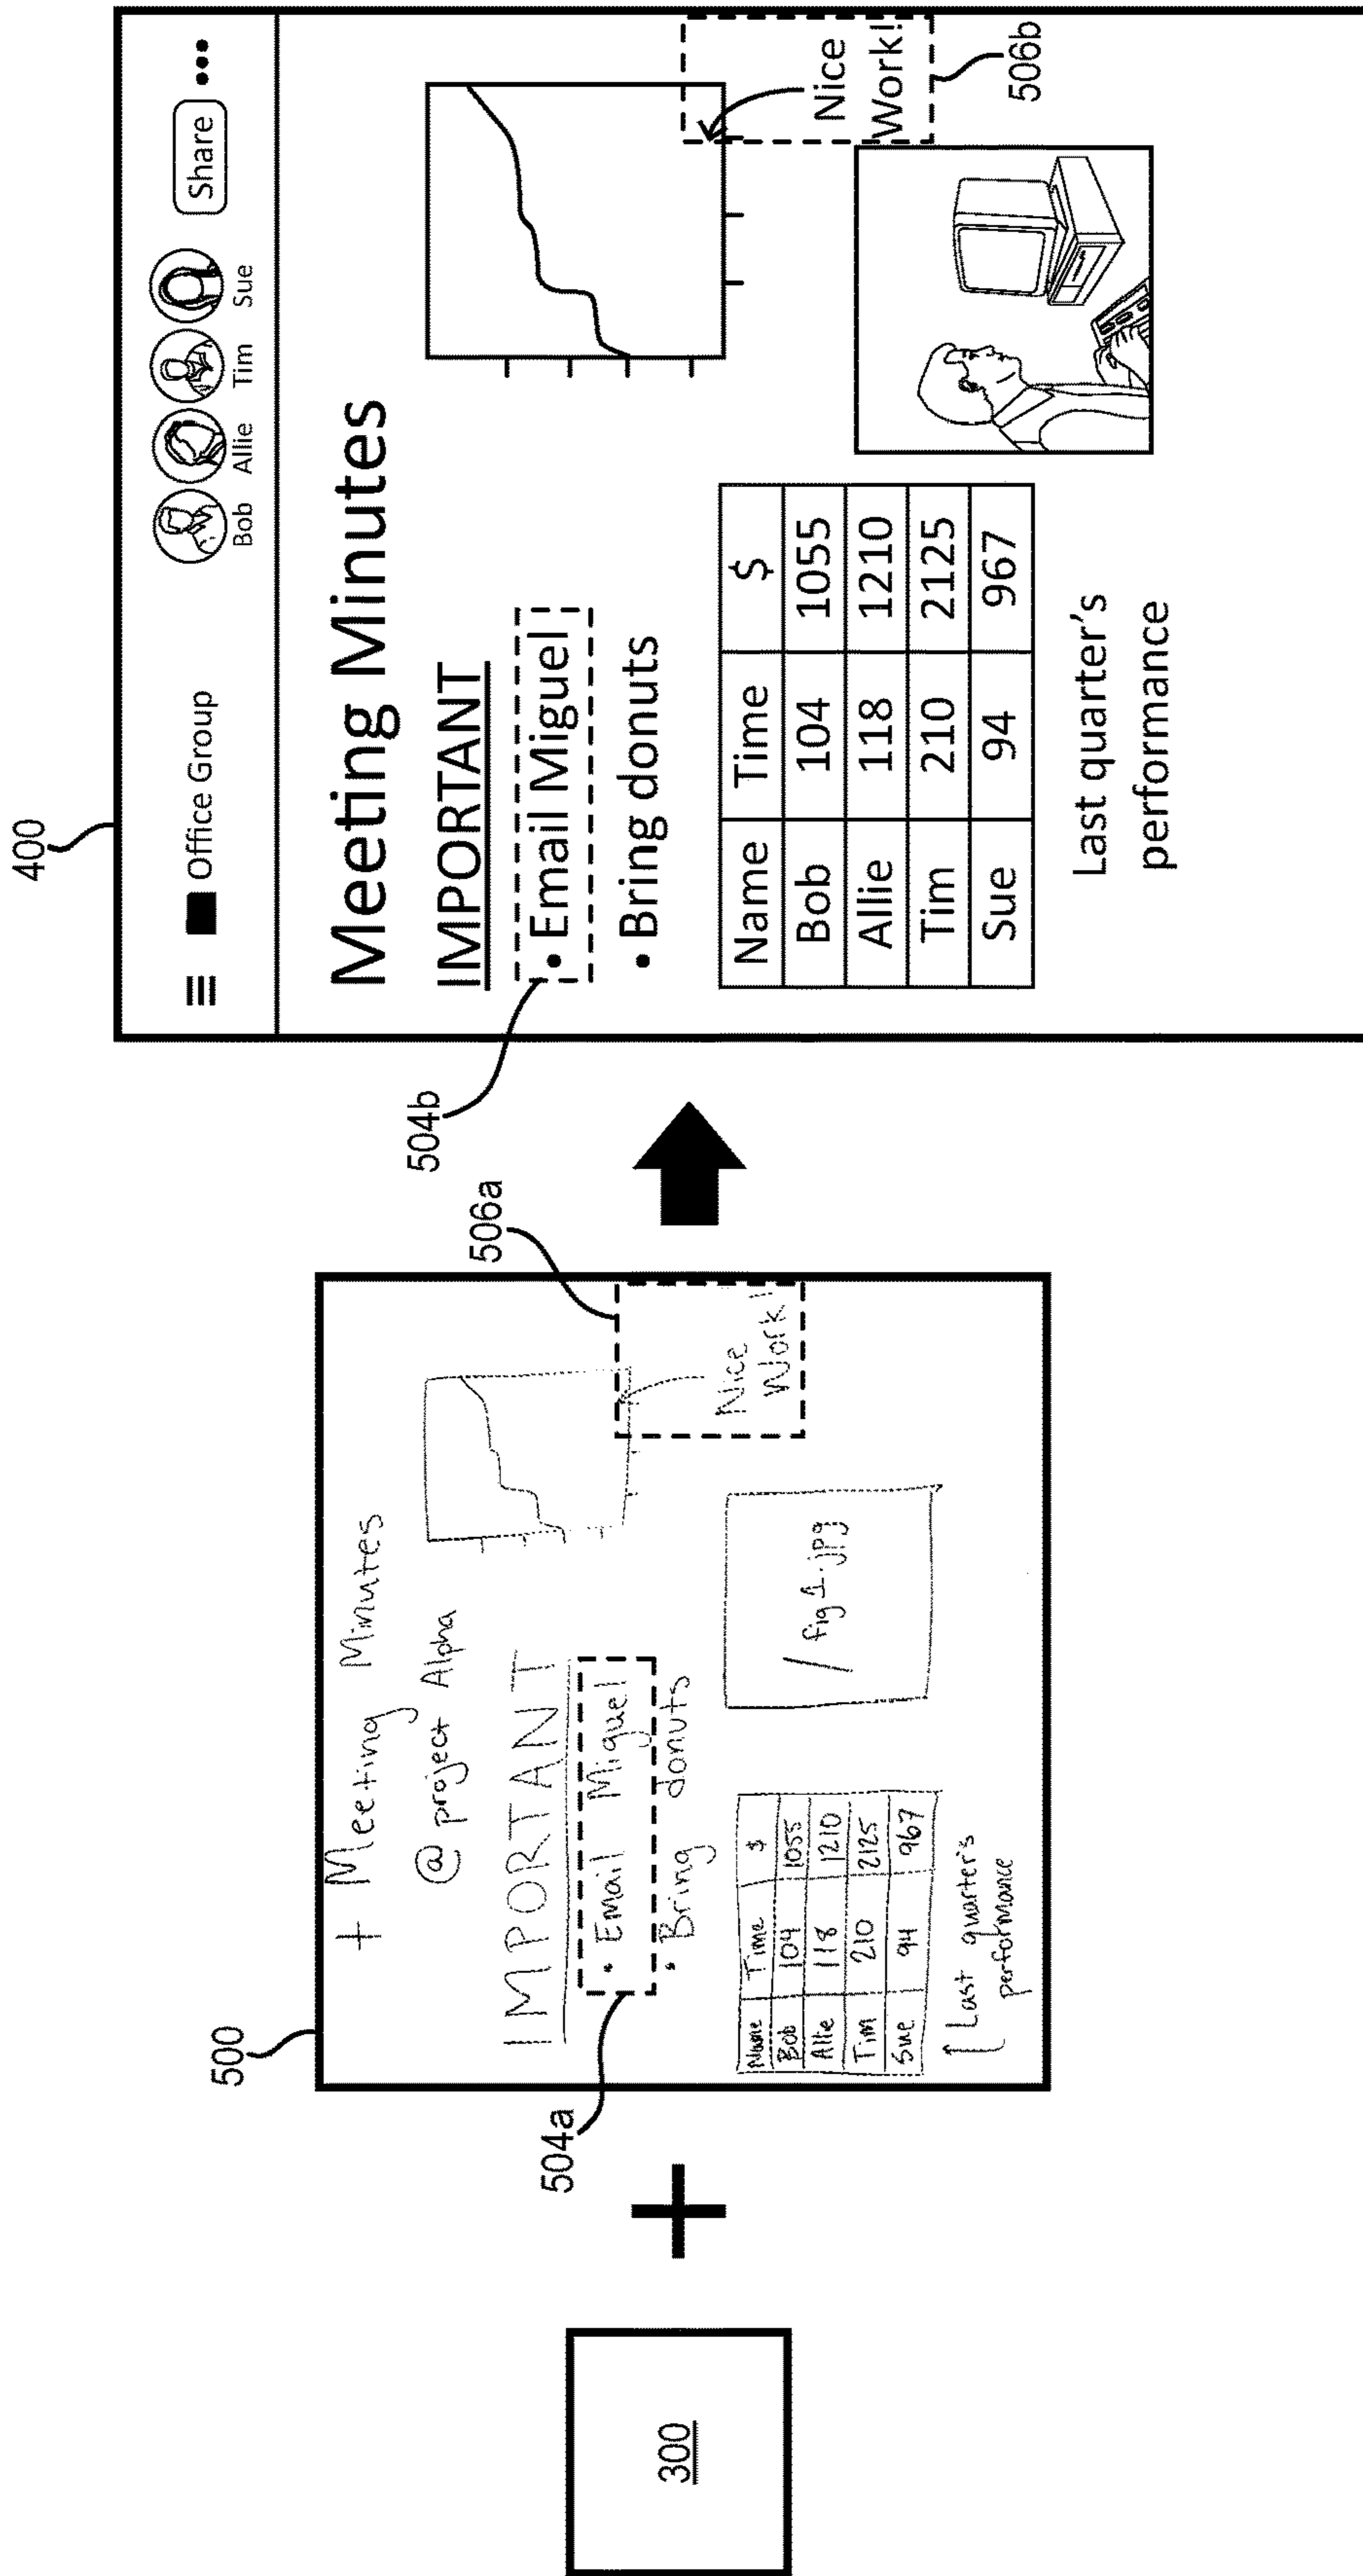 300
+
500
+ Meeting Minutes
@ project Alpha
IMPORTANT
• Email Miguel
• Bring donuts
504a
506a
Nice
Work!
Name Time $
Bob 104 1055
Allie 118 1210
Tim 210 2125
Sue 94 967
Last quarter's
performance
/fig1.jpg
400
Office Group
Bob Allie Tim Sue
Share
Meeting Minutes
IMPORTANT
• Email Miguel
• Bring donuts
504b
Nice
Work!
506b
Name Time $
Bob 104 1055
Allie 118 1210
Tim 210 2125
Sue 94 967
Last quarter's
performance